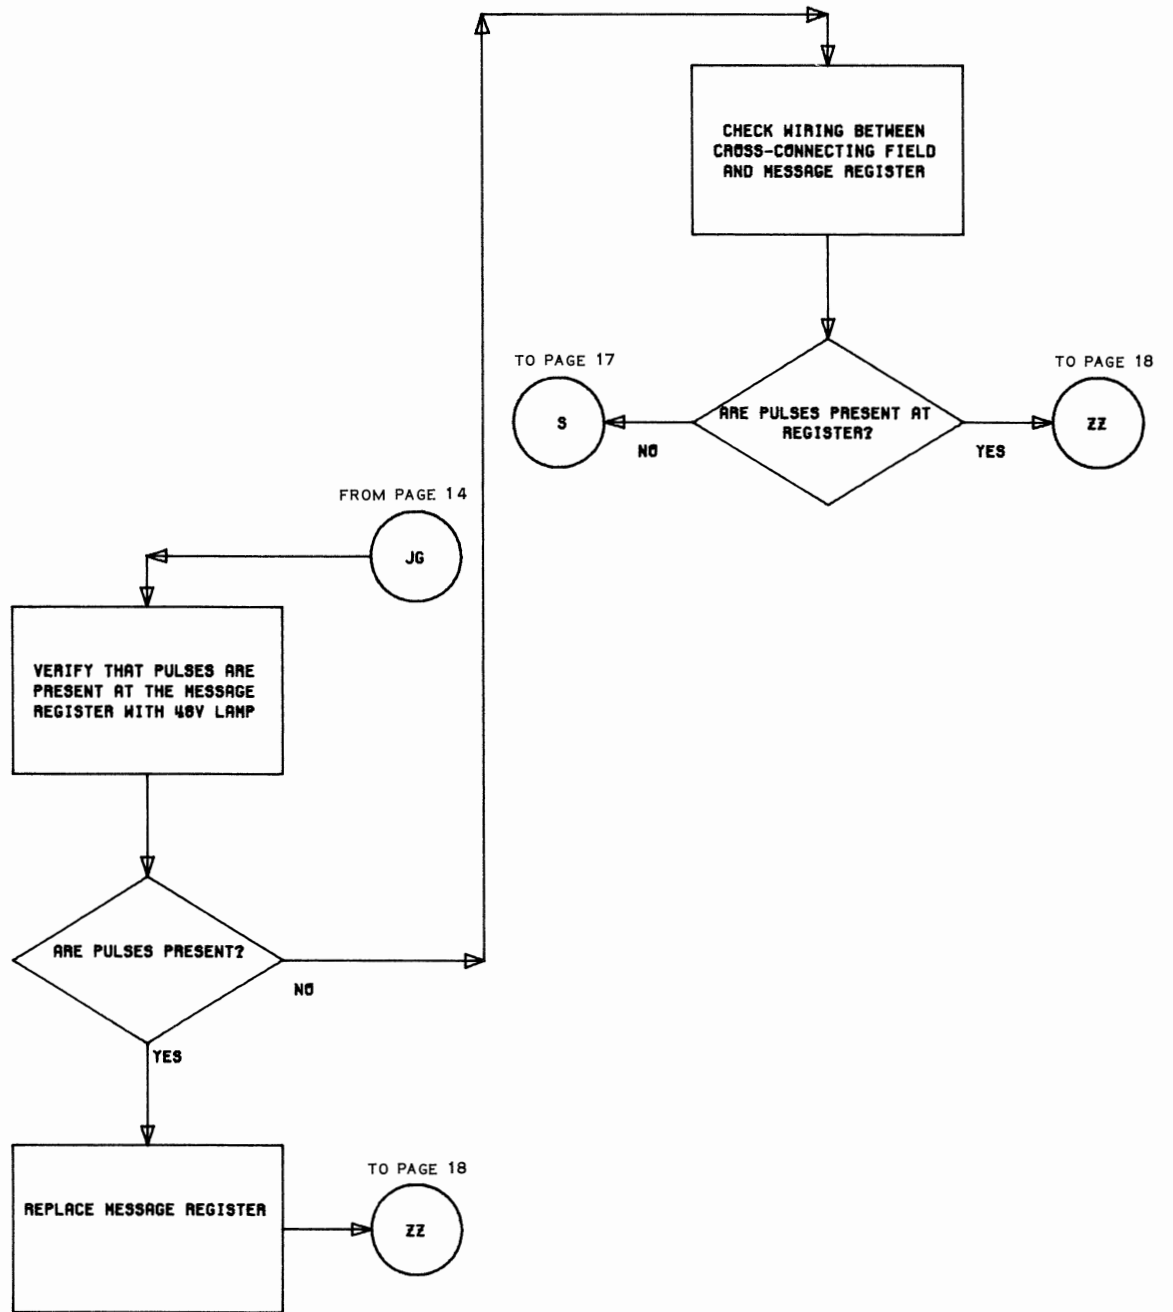 FROM PAGE 14
JG
VERIFY THAT PULSES ARE
PRESENT AT THE MESSAGE
REGISTER WITH 48V LAMP
ARE PULSES PRESENT?
NO
YES
REPLACE MESSAGE REGISTER
TO PAGE 18
ZZ
CHECK WIRING BETWEEN
CROSS-CONNECTING FIELD
AND MESSAGE REGISTER
ARE PULSES PRESENT AT
REGISTER?
TO PAGE 17
S
NO
YES
TO PAGE 18
ZZ